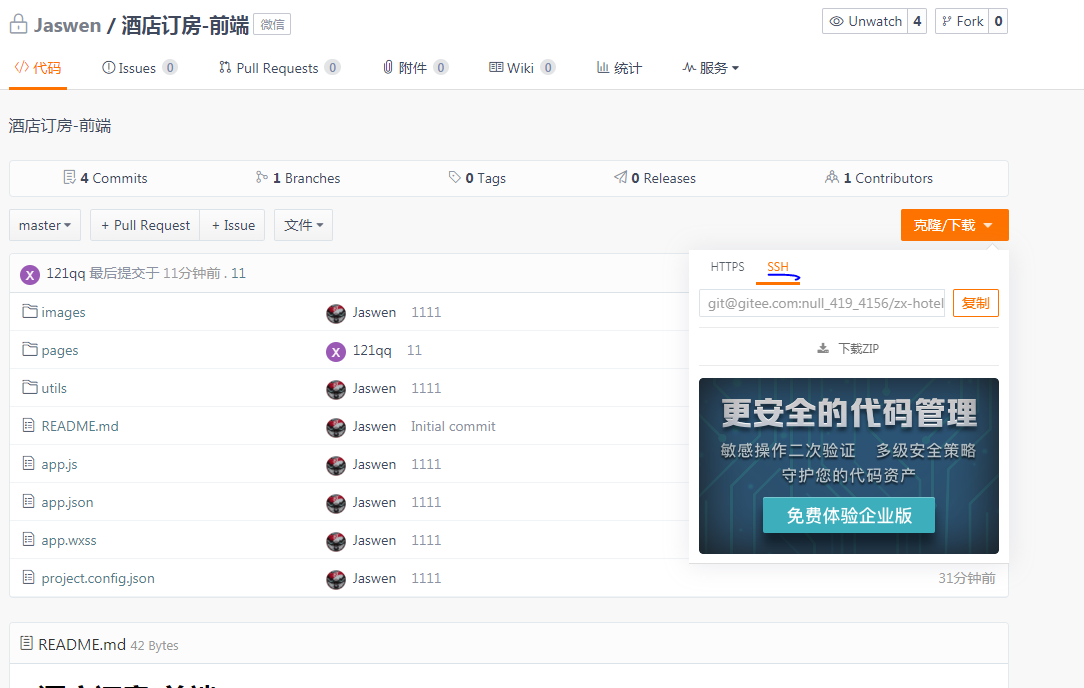 Jaswen / 酒店订房-前端 微信 Unwatch 4 Fork 0
代码 Issues 0 Pull Requests 0 附件 0 Wiki 0 统计 服务
酒店订房-前端
4 Commits 1 Branches 0 Tags 0 Releases 1 Contributors
master + Pull Request + Issue 文件 克隆/下载
X 121qq 最后提交于 11分钟前 . 11
HTTPS SSH
git@gitee.com:null_419_4156/zx-hotel 复制
下载ZIP
更安全的代码管理
敏感操作二次验证 多级安全策略
守护您的代码资产
免费体验企业版
images Jaswen 1111
pages X 121qq 11
utils Jaswen 1111
README.md Jaswen Initial commit
app.js Jaswen 1111
app.json Jaswen 1111
app.wxss Jaswen 1111
project.config.json Jaswen 1111 31分钟前
README.md 42 Bytes